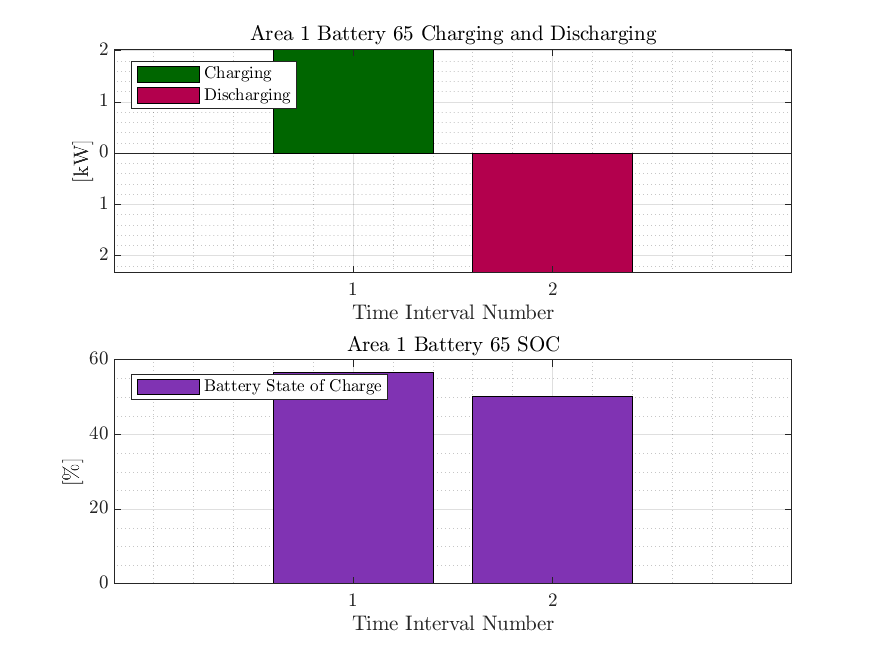 Area 1 Battery 65 Charging and Discharging
2
Charging
1
Discharging
0
[kW]
1
2
1 2
Time Interval Number
Area 1 Battery 65 SOC
60
Battery State of Charge
40
[%]
20
0
1 2
Time Interval Number